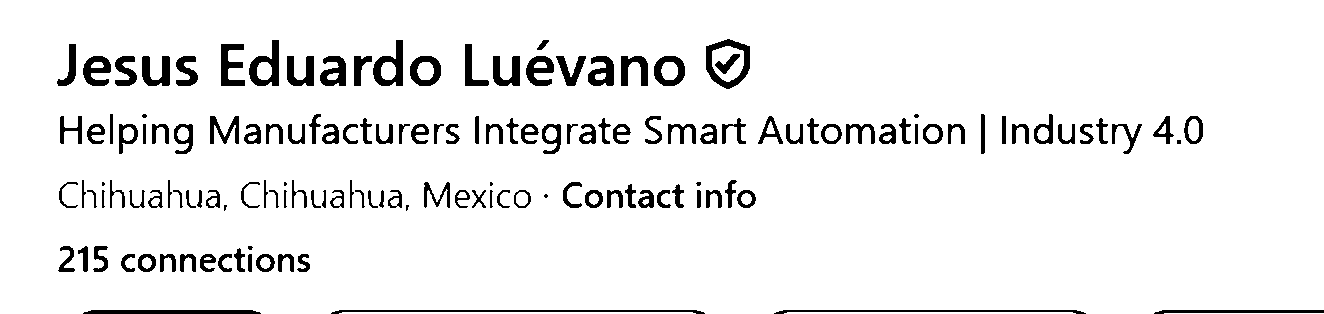 Jesus Eduardo Luévano
Helping Manufacturers Integrate Smart Automation | Industry 4.0
Chihuahua, Chihuahua, Mexico · Contact info
215 connections